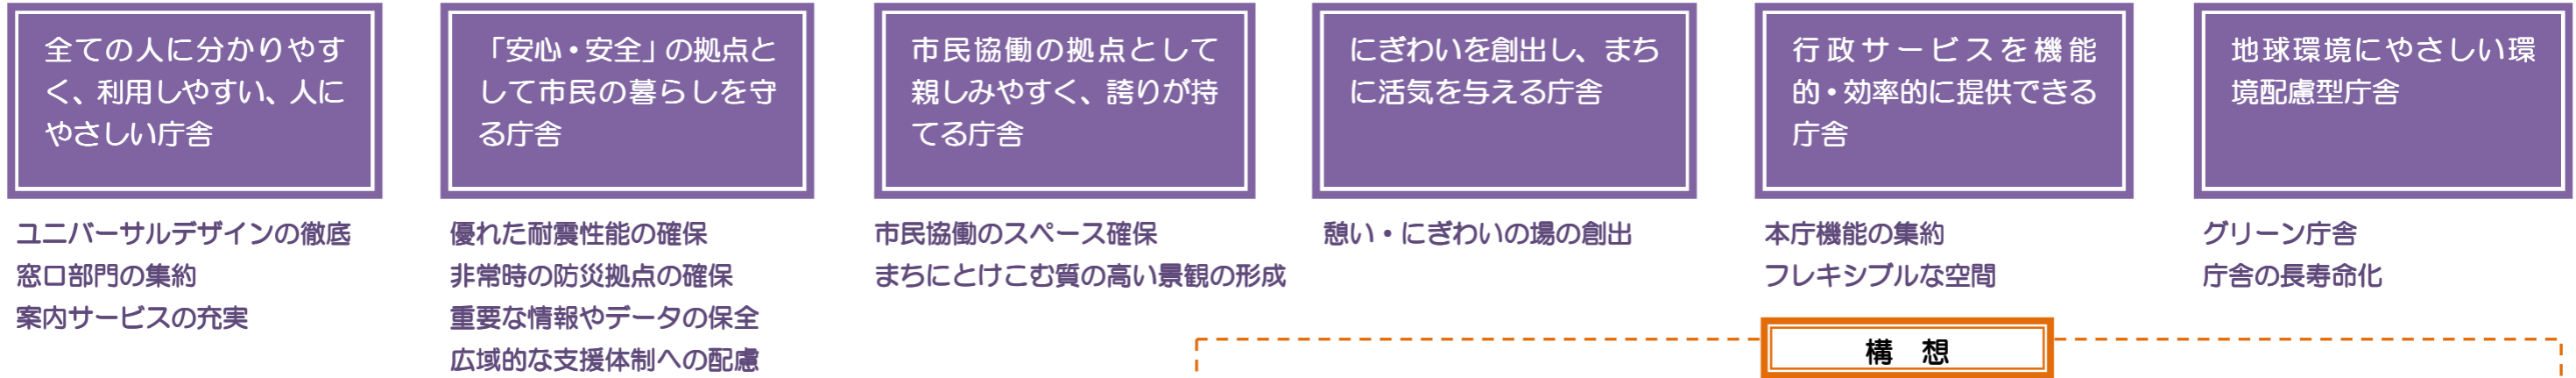 全ての人に分かりやす
く、利用しやすい、人に
やさしい庁舎
ユニバーサルデザインの徹底
窓口部門の集約
案内サービスの充実
「安心・安全」の拠点と
して市民の暮らしを守
る庁舎
優れた耐震性能の確保
非常時の防災拠点の確保
重要な情報やデータの保全
広域的な支援体制への配慮
市民協働の拠点として
親しみやすく、誇りが持
てる庁舎
市民協働のスペース確保
まちにとけこむ質の高い景観の形成
にぎわいを創出し、まち
に活気を与える庁舎
憩い・にぎわいの場の創出
行政サービスを機能
的・効率的に提供できる
庁舎
本庁機能の集約
フレキシブルな空間
地球環境にやさしい環
境配慮型庁舎
グリーン庁舎
庁舎の長寿命化
構　想